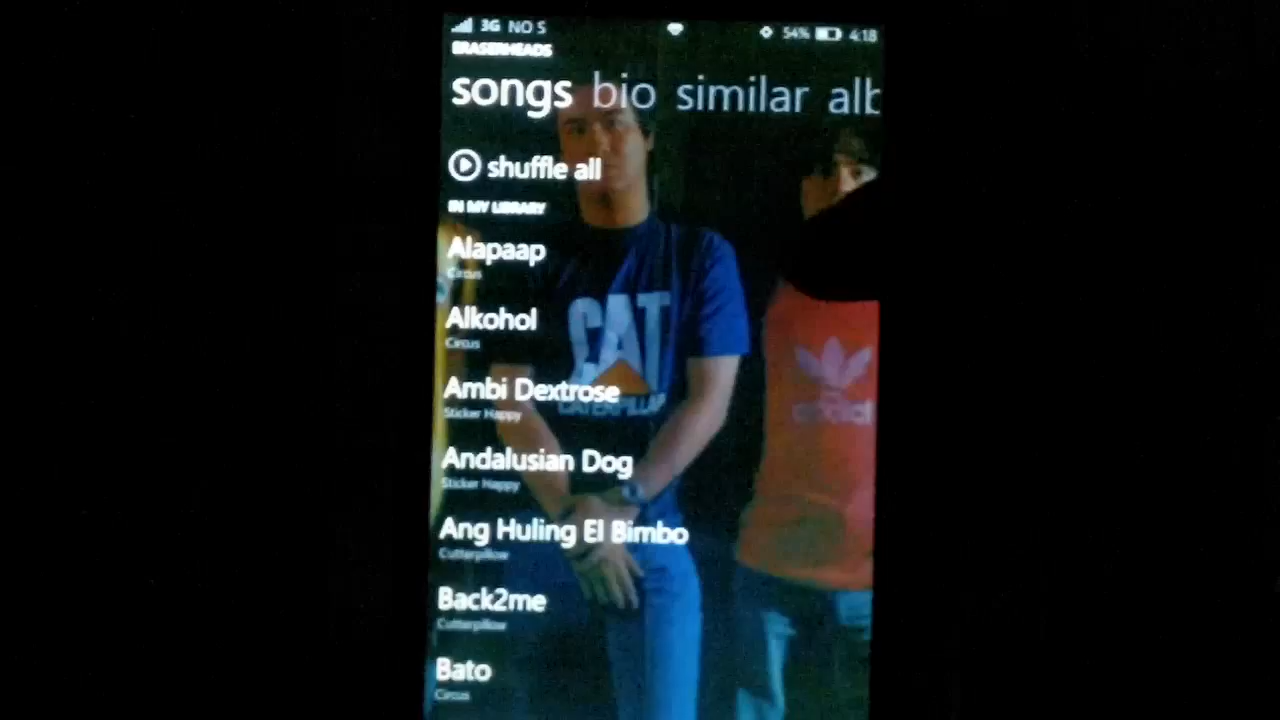 3G NO S 54% 4:18
ERASERHEADS
songs bio similar alb
shuffle all
IN MY LIBRARY
Alapaap
Circus
Alkohol
Circus
CAT
CATERPILLAR
Ambi Dextrose
Sticker Happy
Andalusian Dog
Sticker Happy
Ang Huling El Bimbo
Cutterpillow
Back2me
Cutterpillow
Bato
Circus